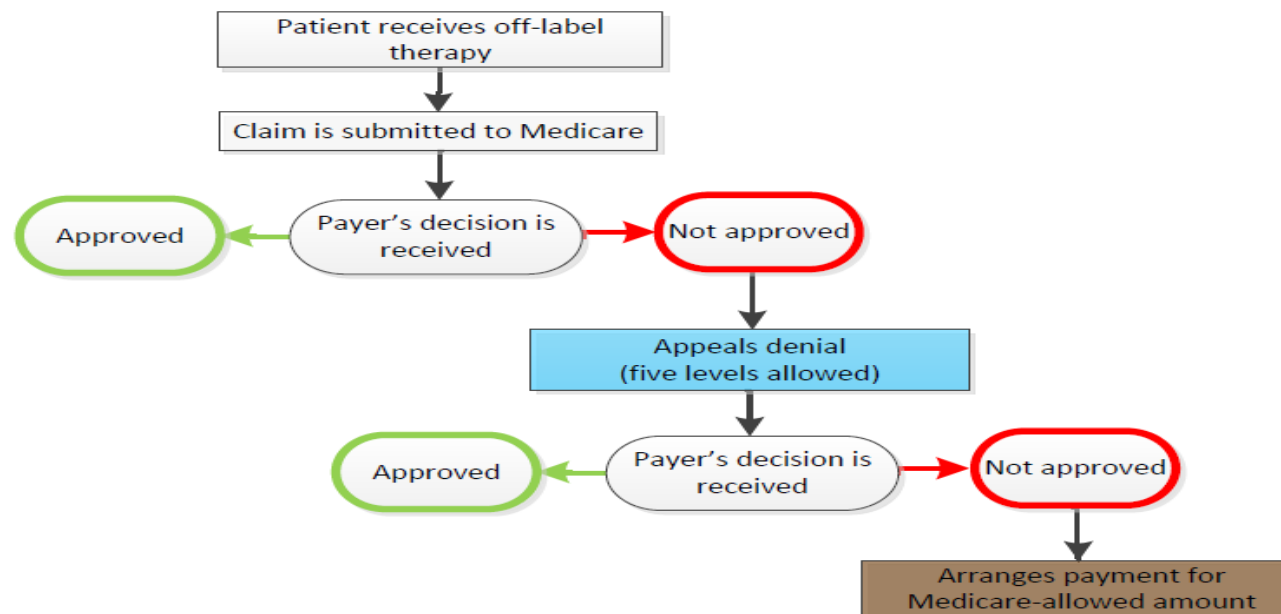 Patient receives off-label
therapy
Claim is submitted to Medicare
Approved
Payer’s decision is
received
Not approved
Appeals denial
(five levels allowed)
Approved
Payer’s decision is
received
Not approved
Arranges payment for
Medicare-allowed amount